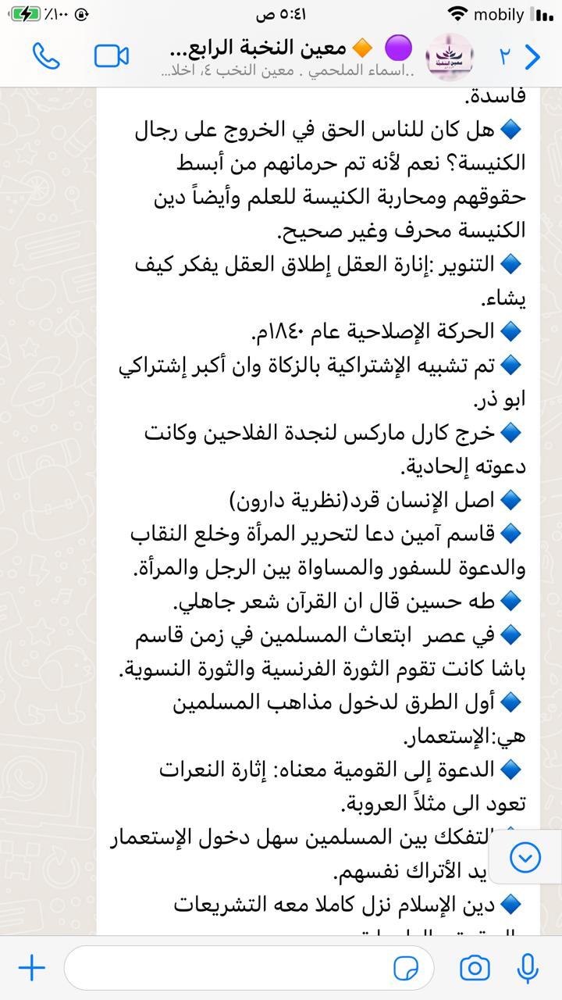 mobily ٥:٤١ ص ٪١٠٠
٢ معين النخبة الرابع...
اسماء الملحمي . معين النخب ٤، اخلا...
فاسدة.
هل كان للناس الحق في الخروج على رجال
الكنيسة؟ نعم لأنه تم حرمانهم من أبسط
حقوقهم ومحاربة الكنيسة للعلم وأيضاً دين
الكنيسة محرف وغير صحيح.
التنوير :إنارة العقل إطلاق العقل يفكر كيف
يشاء.
الحركة الإصلاحية عام ١٨٤٠م.
تم تشبيه الإشتراكية بالزكاة وان أكبر إشتراكي
ابو ذر.
خرج كارل ماركس لنجدة الفلاحين وكانت
دعوته إلحادية.
اصل الإنسان قرد(نظرية دارون)
قاسم آمين دعا لتحرير المرأة وخلع النقاب
والدعوة للسفور والمساواة بين الرجل والمرأة.
طه حسين قال ان القرآن شعر جاهلي.
في عصر ابتعاث المسلمين في زمن قاسم
باشا كانت تقوم الثورة الفرنسية والثورة النسوية.
أول الطرق لدخول مذاهب المسلمين
هي:الإستعمار.
الدعوة إلى القومية معناه: إثارة النعرات
تعود الى مثلاً العروبة.
التفكك بين المسلمين سهل دخول الإستعمار
يد الأتراك نفسهم.
دين الإسلام نزل كاملا معه التشريعات